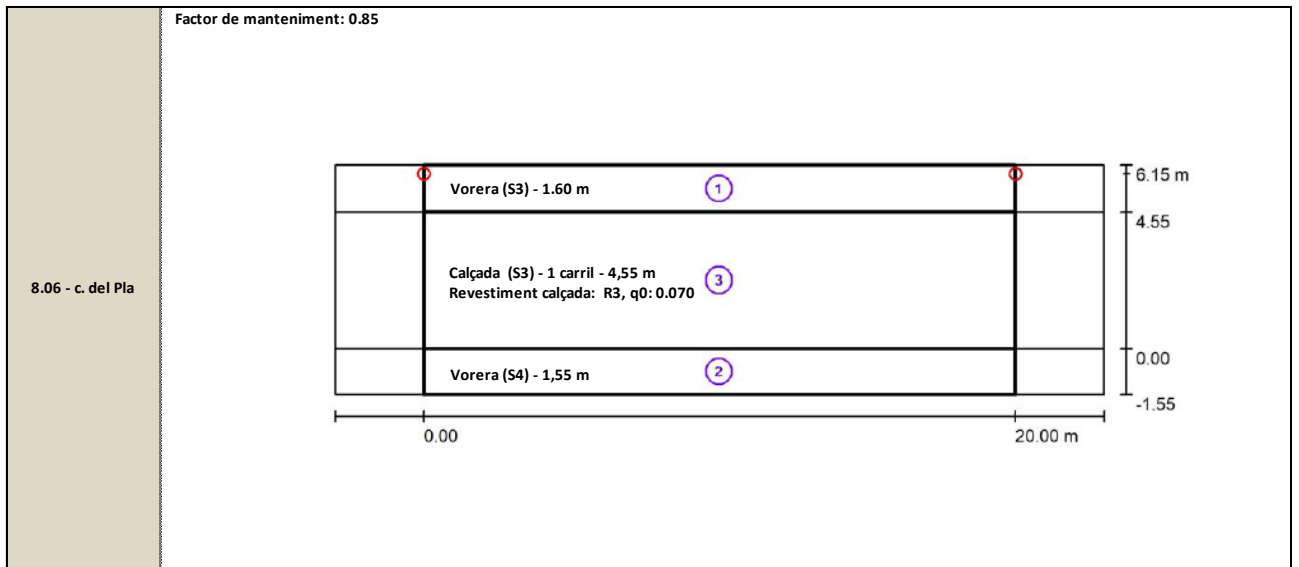 Factor de manteniment: 0.85
8.06 - c. del Pla
Vorera (S3) - 1.60 m
1
6.15 m
4.55
Calçada (S3) - 1 carril - 4,55 m
Revestiment calçada: R3, q0: 0.070
3
0.00
Vorera (S4) - 1,55 m
2
-1.55
0.00
20.00 m